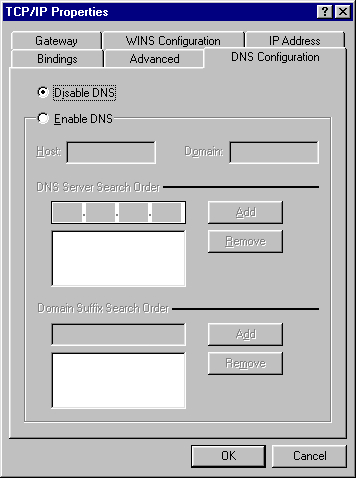 TCP/IP Properties
Gateway WINS Configuration IP Address
Bindings Advanced DNS Configuration
Disable DNS
Enable DNS
Host: Domain:
DNS Server Search Order
Add
Remove
Domain Suffix Search Order
Add
Remove
OK Cancel